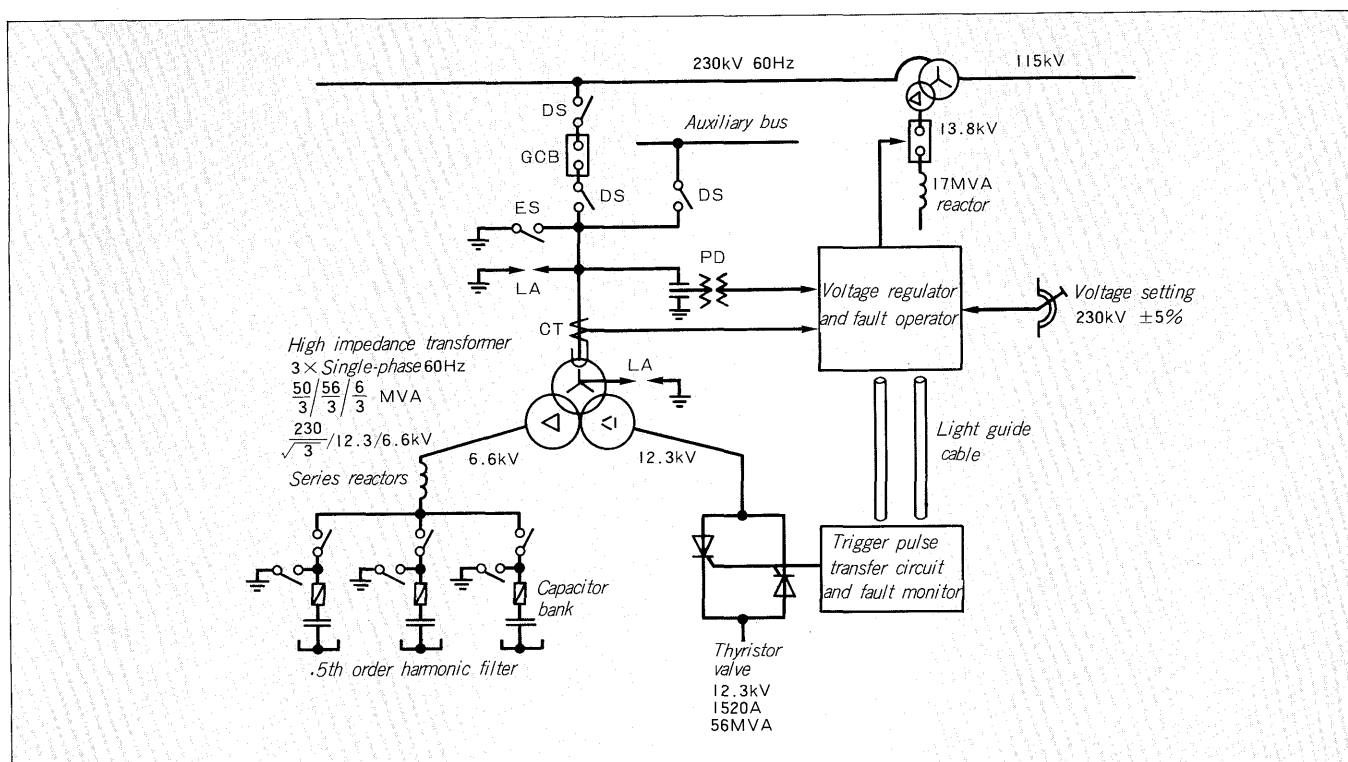 230kV 60Hz
115kV
DS
Auxiliary bus
13.8kV
GCB
DS
DS
17MVA
reactor
ES
PD
LA
Voltage regulator
and fault operator
Voltage setting
230kV ±5%
CT
High impedance transformer
3 × Single-phase 60Hz
50/3 / 56/3 / 6/3 MVA
230/√3 /12.3/6.6kV
LA
6.6kV
12.3kV
Light guide
cable
Series reactors
Trigger pulse
transfer circuit
and fault monitor
Capacitor
bank
.5th order harmonic filter
Thyristor
valve
12.3kV
1520A
56MVA